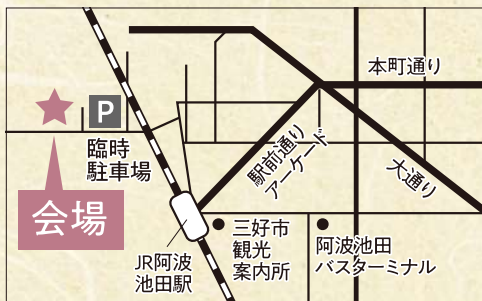 本町通り
P
臨時
駐車場
駅前通り
アーケード
大通り
会場
三好市
観光
案内所
阿波池田
バスターミナル
JR阿波
池田駅